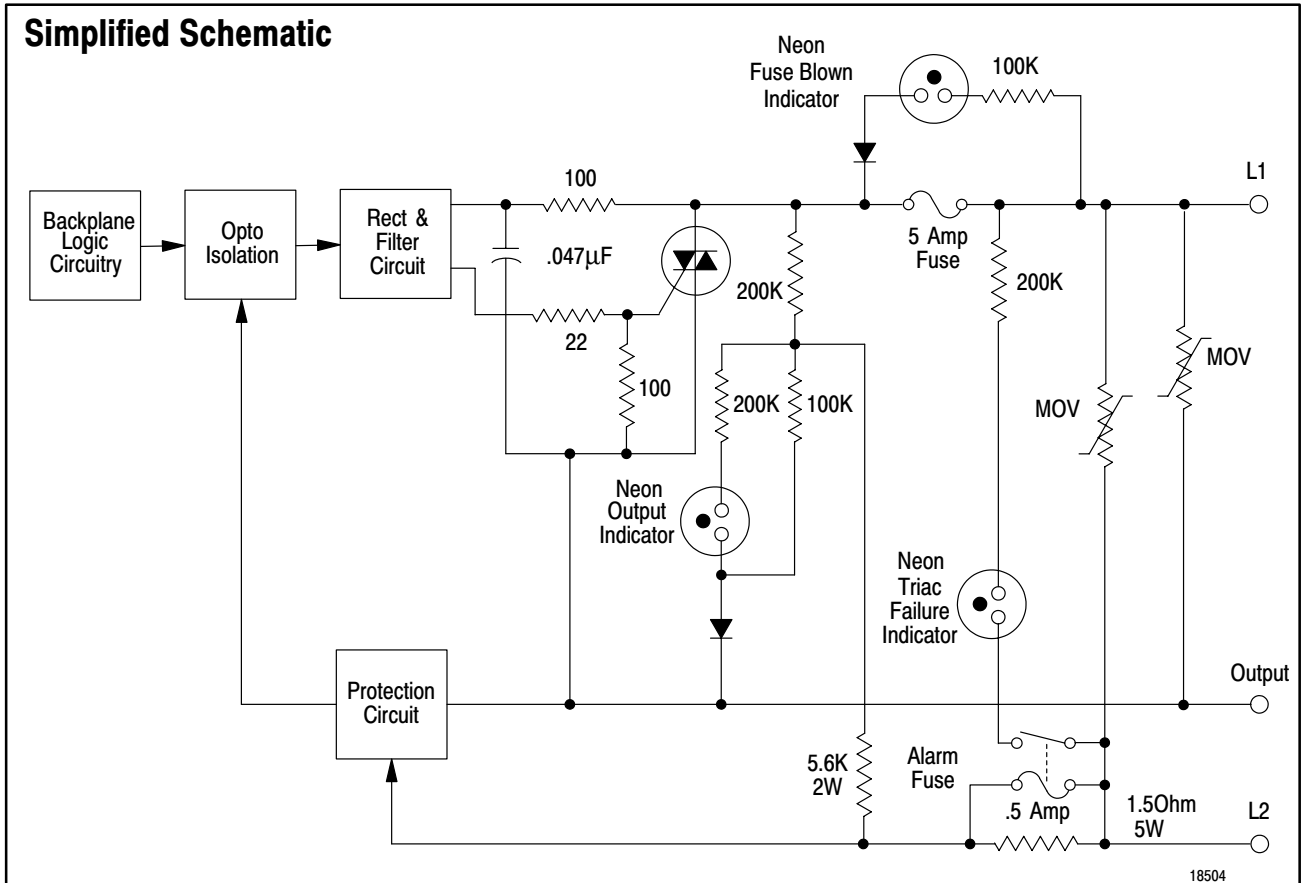 Simplified Schematic
Neon
Fuse Blown
Indicator
100K
L1
100
Backplane
Logic
Circuitry
Opto
Isolation
Rect &
Filter
Circuit
.047µF
5 Amp
Fuse
200K
200K
22
MOV
100
200K
100K
MOV
Neon
Output
Indicator
Neon
Triac
Failure
Indicator
Output
Protection
Circuit
5.6K
2W
Alarm
Fuse
.5 Amp
1.5Ohm
5W
L2
18504